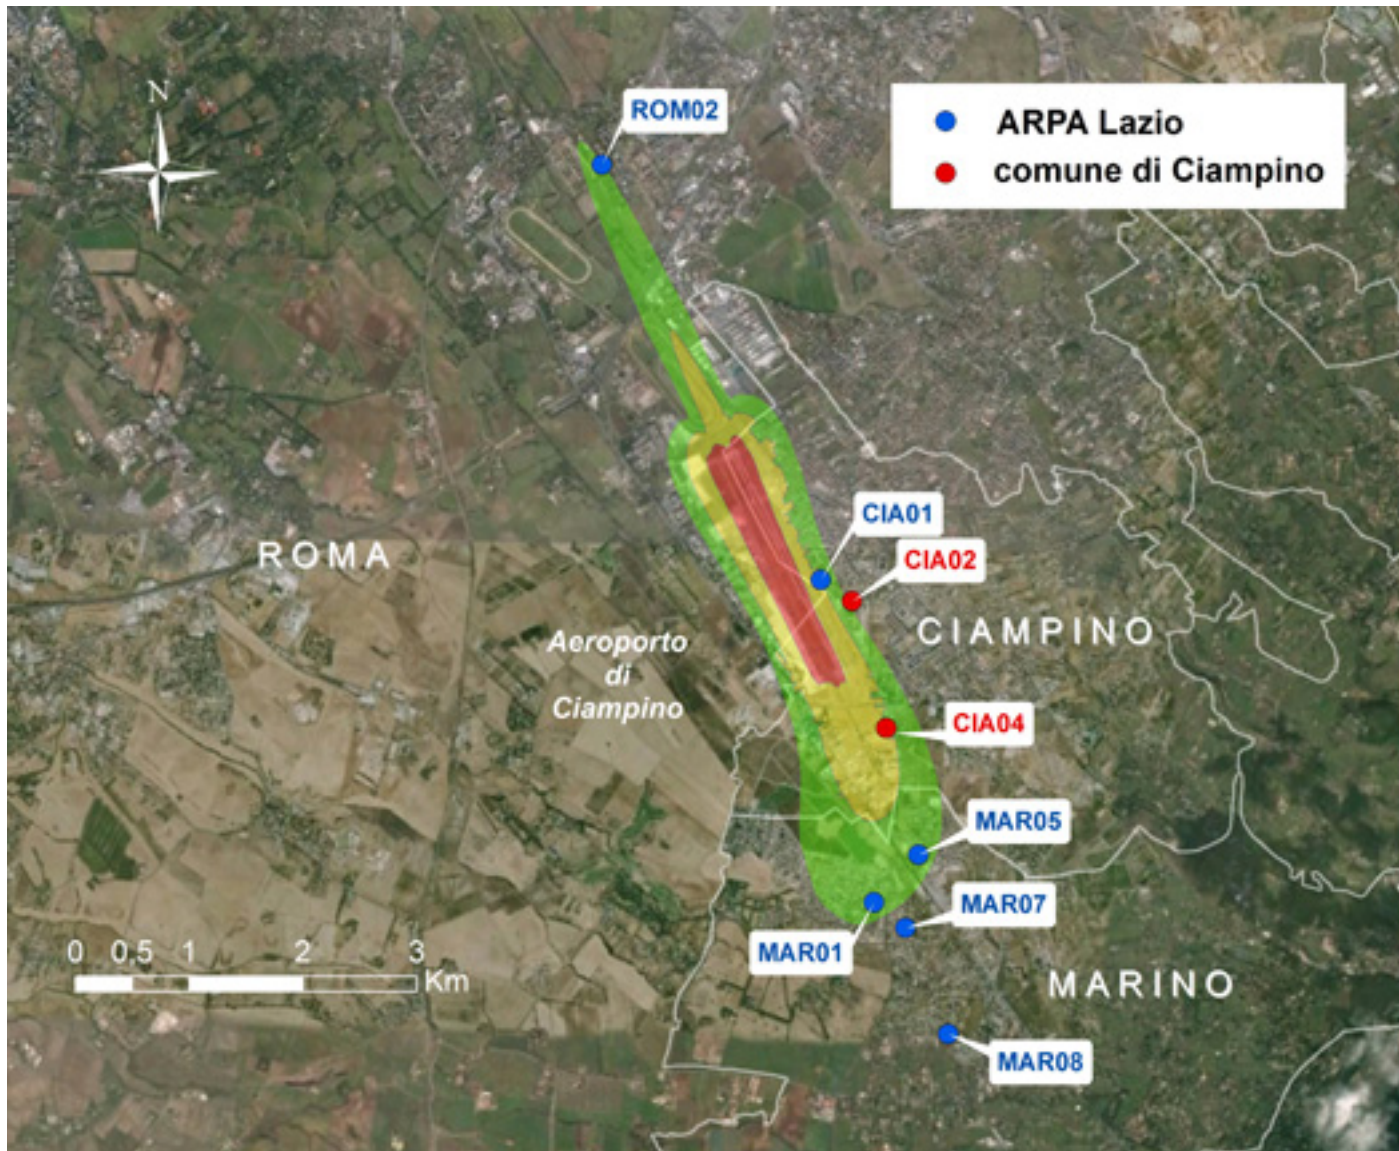 N
ROM02
ARPA Lazio
comune di Ciampino
CIA01
CIA02
ROMA
CIAMPINO
Aeroporto
di
Ciampino
CIA04
MAR05
MAR07
MAR01
0 0,5 1 2 3
Km
MARINO
MAR08